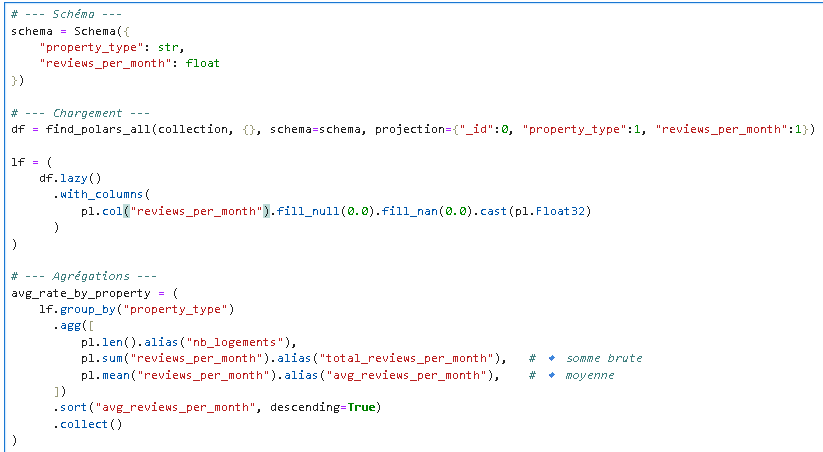 # --- Schéma ---
schema = Schema({
    "property_type": str,
    "reviews_per_month": float
})
# --- Chargement ---
df = find_polars_all(collection, {}, schema=schema, projection={"_id":0, "property_type":1, "reviews_per_month":1})
lf = (
    df.lazy()
      .with_columns(
          pl.col("reviews_per_month").fill_null(0.0).fill_nan(0.0).cast(pl.Float32)
      )
)
# --- Agrégations ---
avg_rate_by_property = (
    lf.group_by("property_type")
      .agg([
          pl.len().alias("nb_logements"),
          pl.sum("reviews_per_month").alias("total_reviews_per_month"),   # 🔹 somme brute
          pl.mean("reviews_per_month").alias("avg_reviews_per_month"),    # 🔹 moyenne
      ])
      .sort("avg_reviews_per_month", descending=True)
      .collect()
)